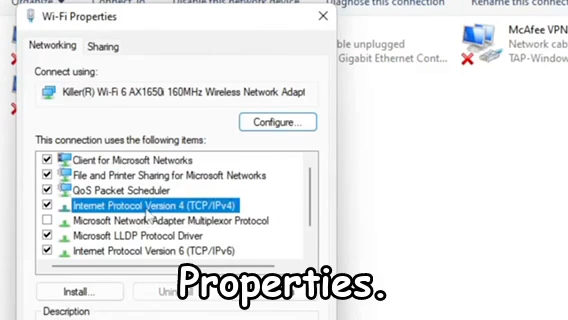 Organize
Connect To
Disable this network device
Diagnose this connection
Rename this connection
Wi-Fi Properties
Networking
Sharing
McAfee VPN
Network cab
TAP-Window
ble unplugged
Gigabit Ethernet Cont...
Connect using:
Killer(R) Wi-Fi 6 AX1650i 160MHz Wireless Network Adapt
Configure...
This connection uses the following items:
Client for Microsoft Networks
File and Printer Sharing for Microsoft Networks
QoS Packet Scheduler
Internet Protocol Version 4 (TCP/IPv4)
Microsoft Network Adapter Multiplexor Protocol
Microsoft LLDP Protocol Driver
Internet Protocol Version 6 (TCP/IPv6)
Install...
Properties.
Description